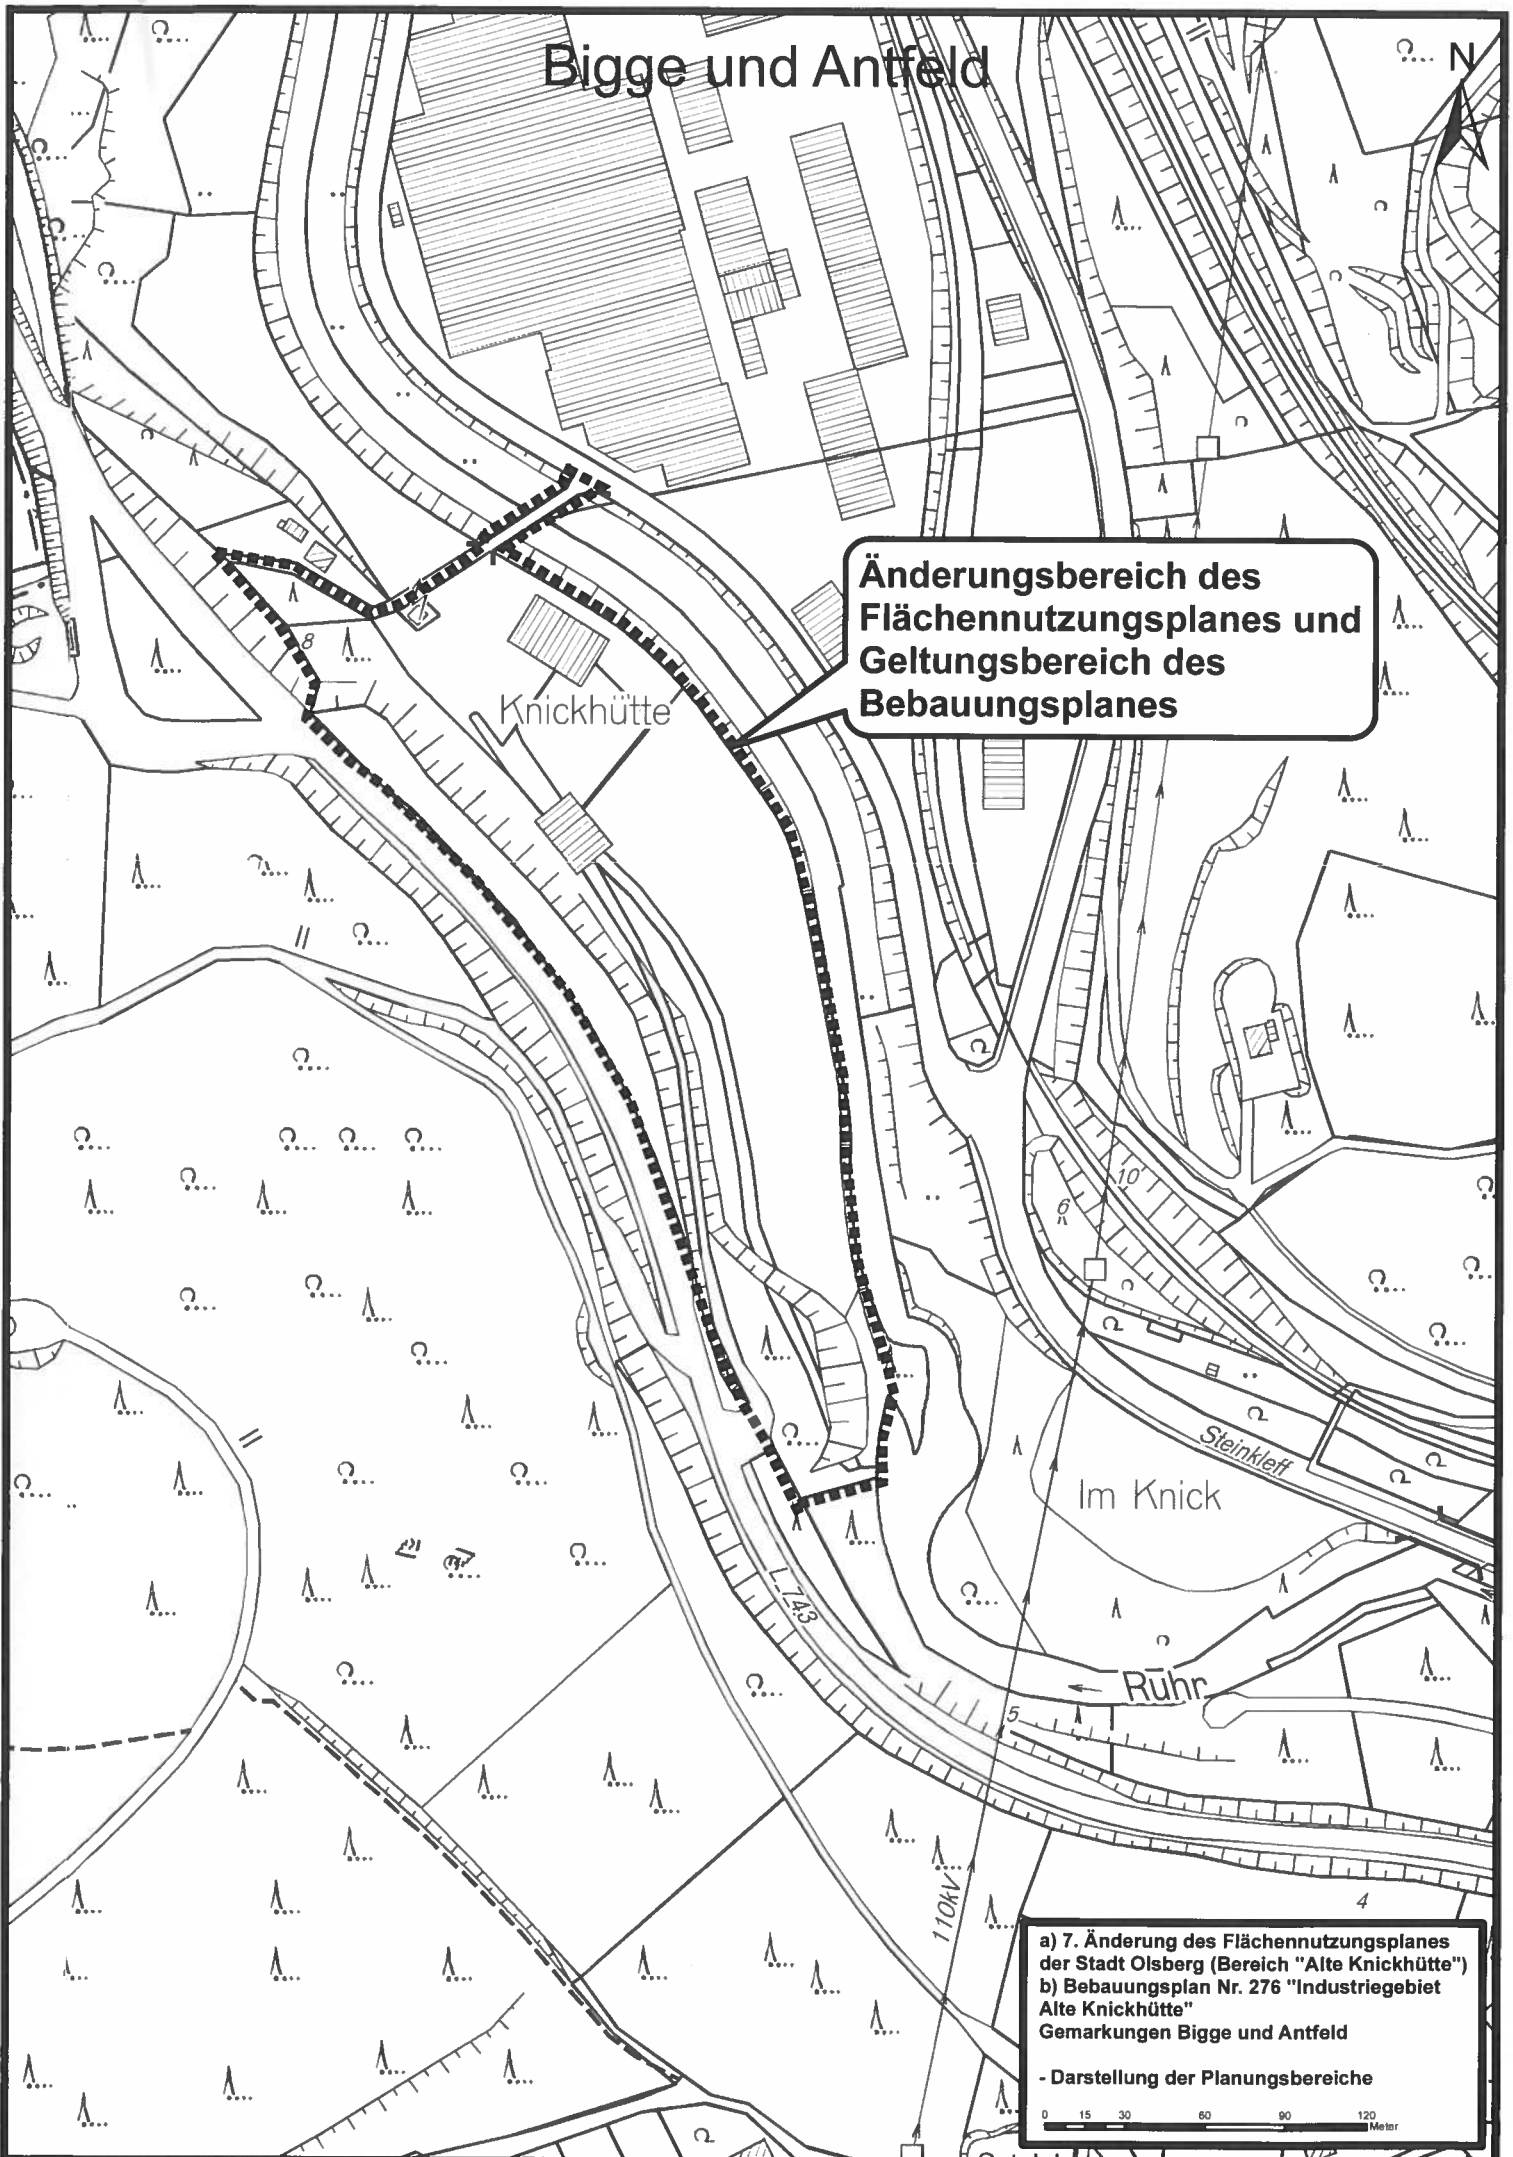 Bigge und Antfeld
N
Änderungsbereich des
Flächennutzungsplanes und
Geltungsbereich des
Bebauungsplanes
8
Knickhütte
10
6
Steinkleff
Im Knick
L 743
Ruhr
5
110kV
4
a) 7. Änderung des Flächennutzungsplanes
der Stadt Olsberg (Bereich "Alte Knickhütte")
b) Bebauungsplan Nr. 276 "Industriegebiet
Alte Knickhütte"
Gemarkungen Bigge und Antfeld
- Darstellung der Planungsbereiche
0 15 30 60 90 120
Meter